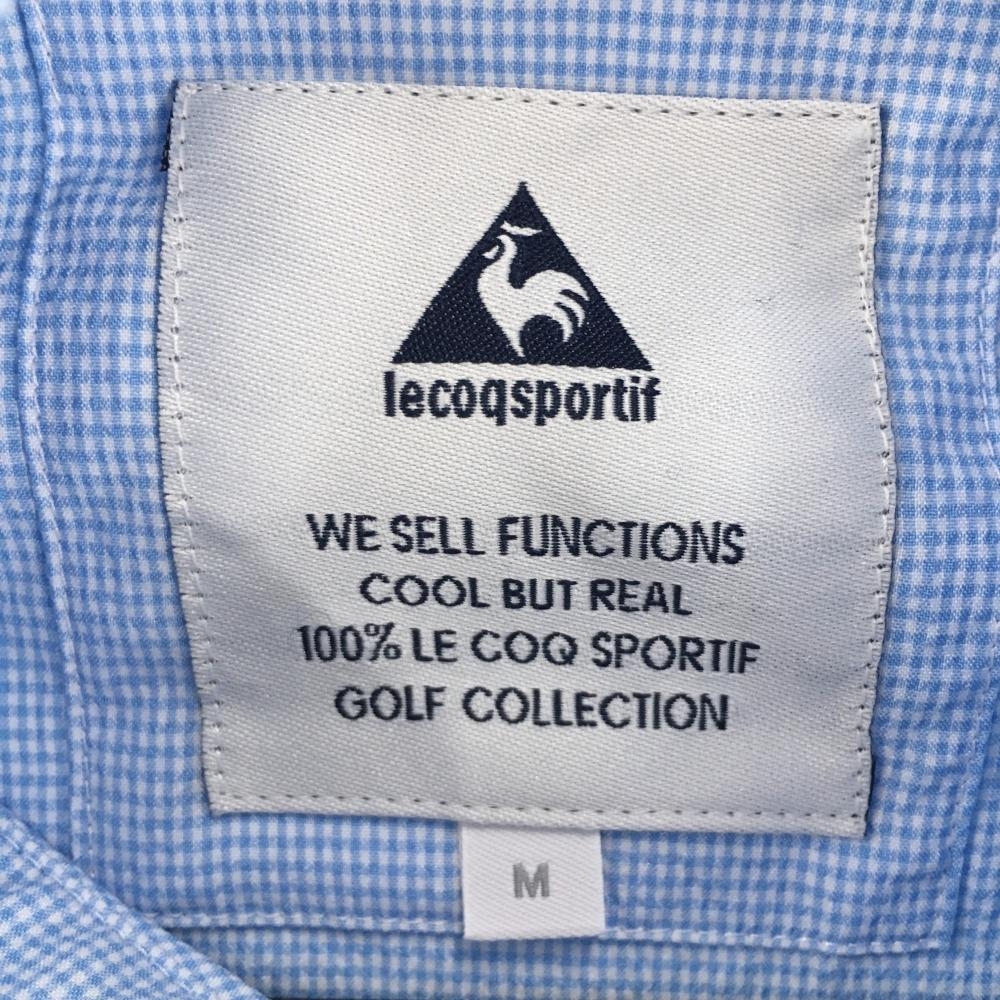 lecoqsportif
WE SELL FUNCTIONS
COOL BUT REAL
100% LE COQ SPORTIF
GOLF COLLECTION
M